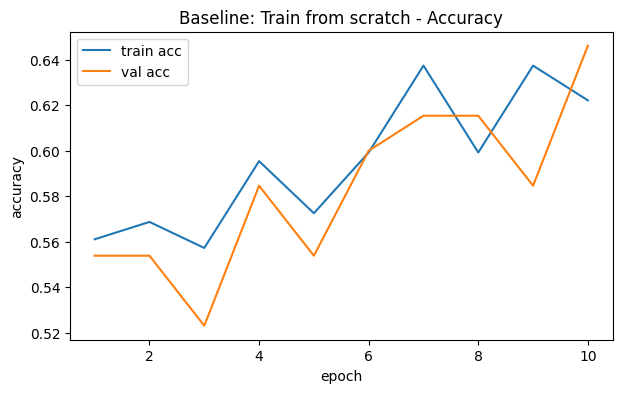 Baseline: Train from scratch - Accuracy
train acc
val acc
accuracy
0.64
0.62
0.60
0.58
0.56
0.54
0.52
2 4 6 8 10
epoch